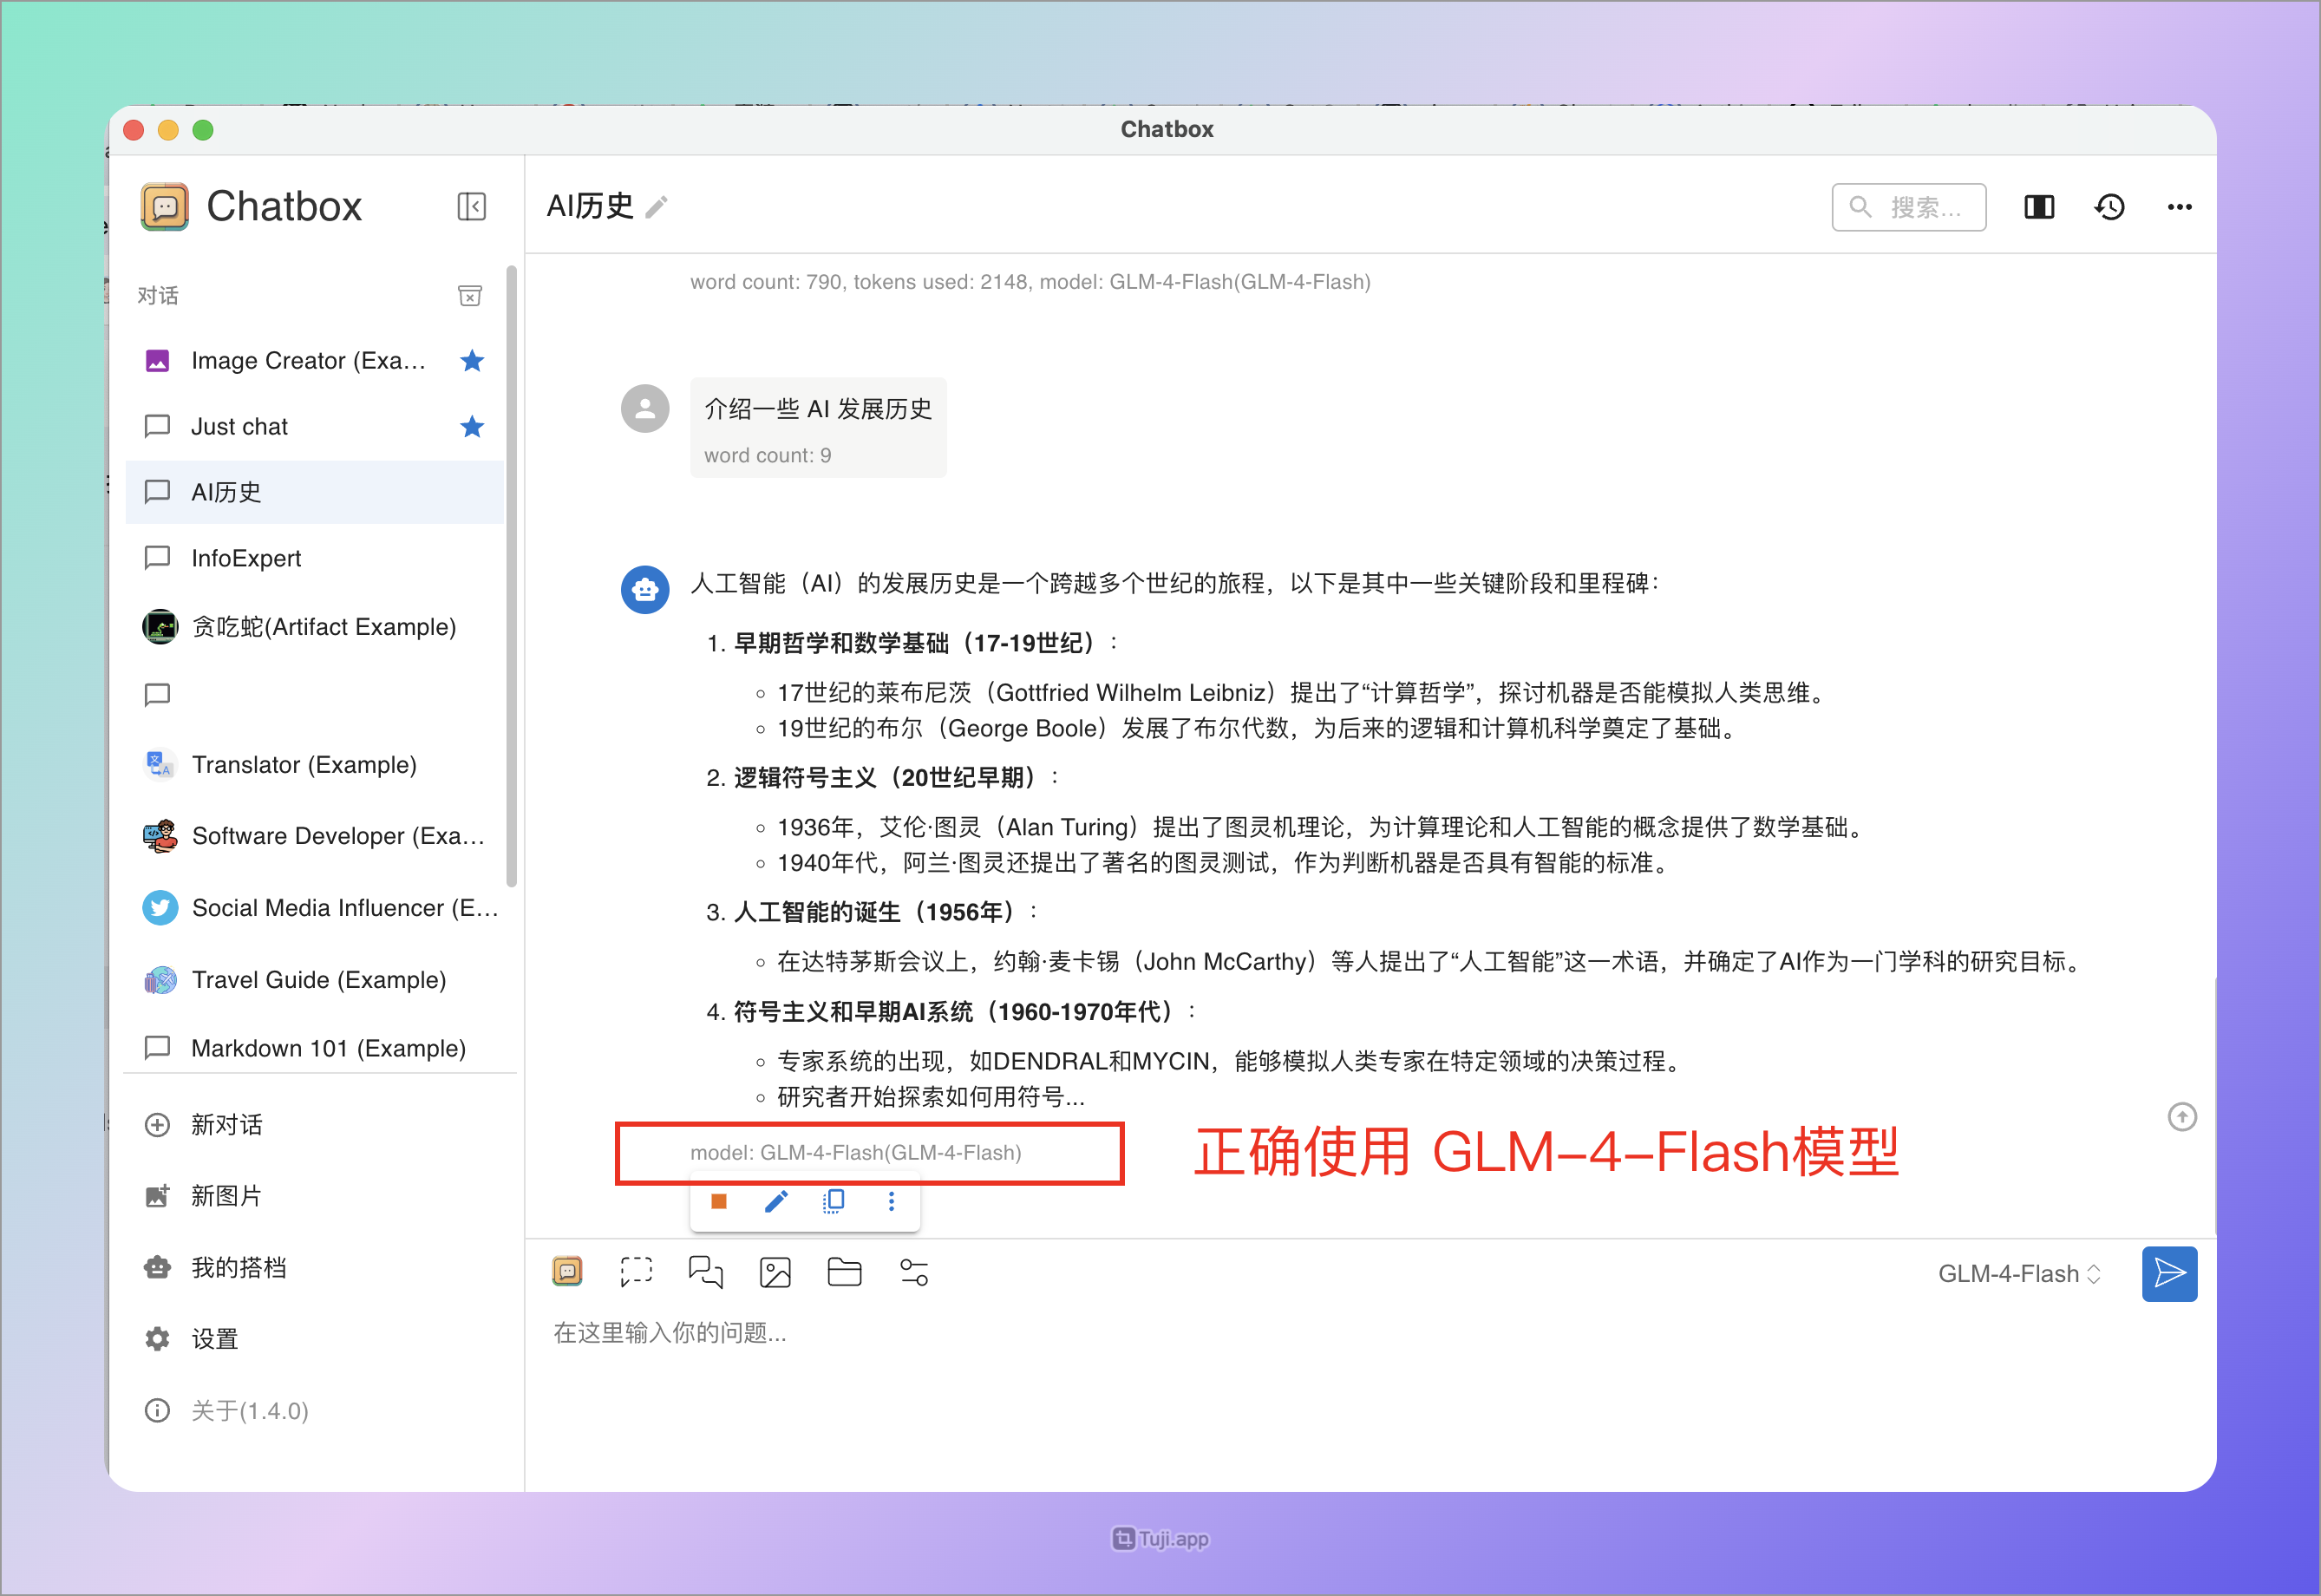 Chatbox
Chatbox
对话
Image Creator (Exa...
Just chat
AI历史
InfoExpert
贪吃蛇(Artifact Example)
Translator (Example)
Software Developer (Exa...
Social Media Influencer (E...
Travel Guide (Example)
Markdown 101 (Example)
新对话
新图片
我的搭档
设置
关于(1.4.0)
AI历史
搜索...
word count: 790, tokens used: 2148, model: GLM-4-Flash(GLM-4-Flash)
介绍一些 AI 发展历史
word count: 9
人工智能（AI）的发展历史是一个跨越多个世纪的旅程，以下是其中一些关键阶段和里程碑：
1. 早期哲学和数学基础（17-19世纪）：
17世纪的莱布尼茨（Gottfried Wilhelm Leibniz）提出了“计算哲学”，探讨机器是否能模拟人类思维。
19世纪的布尔（George Boole）发展了布尔代数，为后来的逻辑和计算机科学奠定了基础。
2. 逻辑符号主义（20世纪早期）：
1936年，艾伦·图灵（Alan Turing）提出了图灵机理论，为计算理论和人工智能的概念提供了数学基础。
1940年代，阿兰·图灵还提出了著名的图灵测试，作为判断机器是否具有智能的标准。
3. 人工智能的诞生（1956年）：
在达特茅斯会议上，约翰·麦卡锡（John McCarthy）等人提出了“人工智能”这一术语，并确定了AI作为一门学科的研究目标。
4. 符号主义和早期AI系统（1960-1970年代）：
专家系统的出现，如DENDRAL和MYCIN，能够模拟人类专家在特定领域的决策过程。
研究者开始探索如何用符号...
model: GLM-4-Flash(GLM-4-Flash)
正确使用 GLM-4-Flash模型
GLM-4-Flash
在这里输入你的问题...
Tuji.app